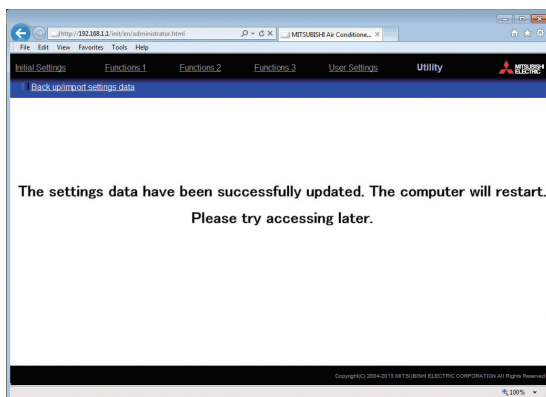 http://192.168.1.1/init/en/administrator.html
MITSUBISHI Air Conditione...
File Edit View Favorites Tools Help
Initial Settings Functions 1 Functions 2 Functions 3 User Settings Utility MITSUBISHI ELECTRIC
Back up/import settings data
The settings data have been successfully updated. The computer will restart.
Please try accessing later.
Copyright(C) 2004-2013 MITSUBISHI ELECTRIC CORPORATION All Rights Reserved
100%